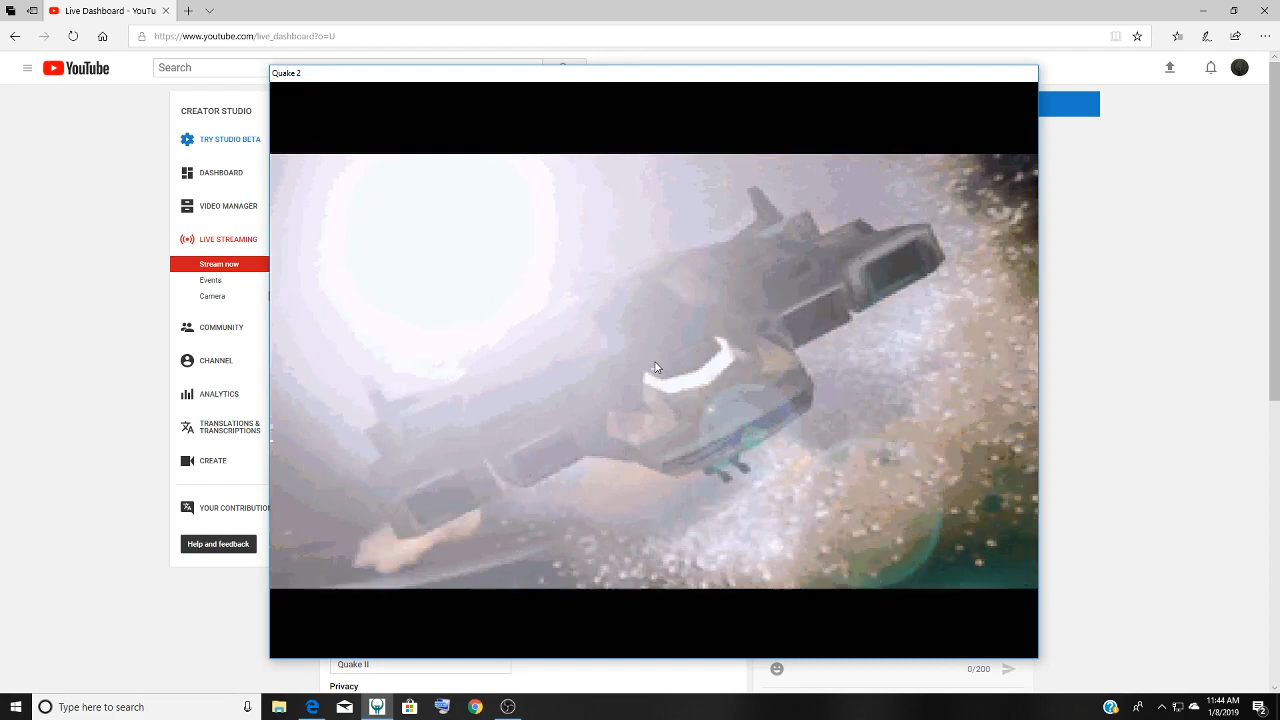 Live Dashboard - YouTu
https://www.youtube.com/live_dashboard?o=U
YouTube
Search
Quake 2
CREATOR STUDIO
TRY STUDIO BETA
DASHBOARD
VIDEO MANAGER
LIVE STREAMING
Stream now
Events
Camera
COMMUNITY
CHANNEL
ANALYTICS
TRANSLATIONS &
TRANSCRIPTIONS
CREATE
YOUR CONTRIBUTIO
Help and feedback
Quake II
0/200
Privacy
Type here to search
11:44 AM
1/8/2019